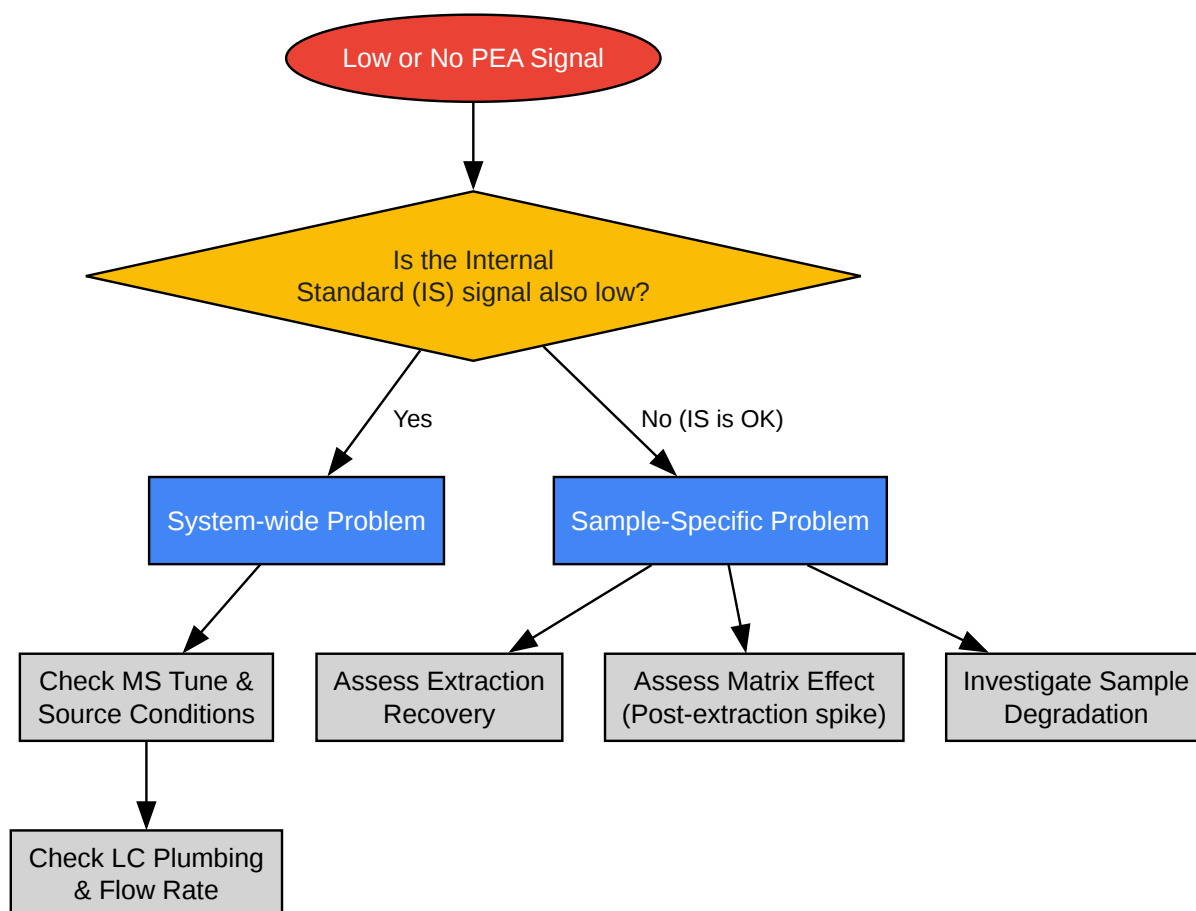 Low or No PEA Signal
Is the Internal
Standard (IS) signal also low?
Yes
No (IS is OK)
System-wide Problem
Sample-Specific Problem
Check MS Tune &
Source Conditions
Assess Extraction
Recovery
Assess Matrix Effect
(Post-extraction spike)
Investigate Sample
Degradation
Check LC Plumbing
& Flow Rate